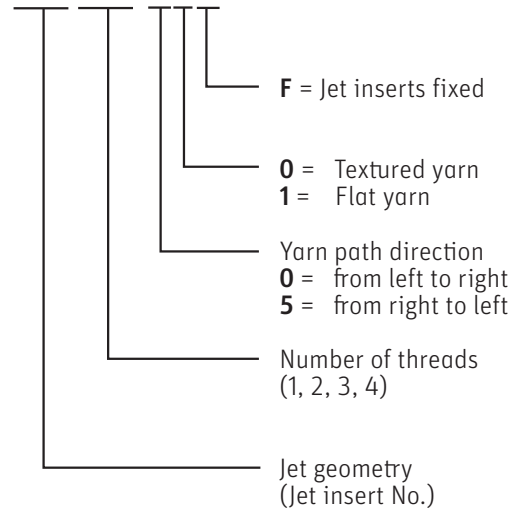 F = Jet inserts fixed
0 = Textured yarn
1 = Flat yarn
Yarn path direction
0 = from left to right
5 = from right to left
Number of threads
(1, 2, 3, 4)
Jet geometry
(Jet insert No.)